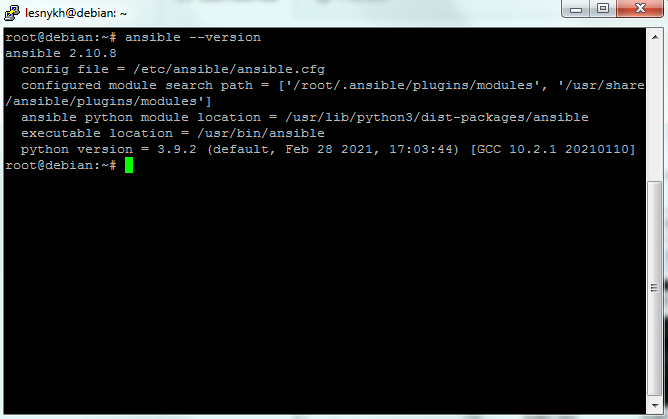 lesnykh@debian: ~
root@debian:~# ansible --version
ansible 2.10.8
  config file = /etc/ansible/ansible.cfg
  configured module search path = ['/root/.ansible/plugins/modules', '/usr/share
/ansible/plugins/modules']
  ansible python module location = /usr/lib/python3/dist-packages/ansible
  executable location = /usr/bin/ansible
  python version = 3.9.2 (default, Feb 28 2021, 17:03:44) [GCC 10.2.1 20210110]
root@debian:~#